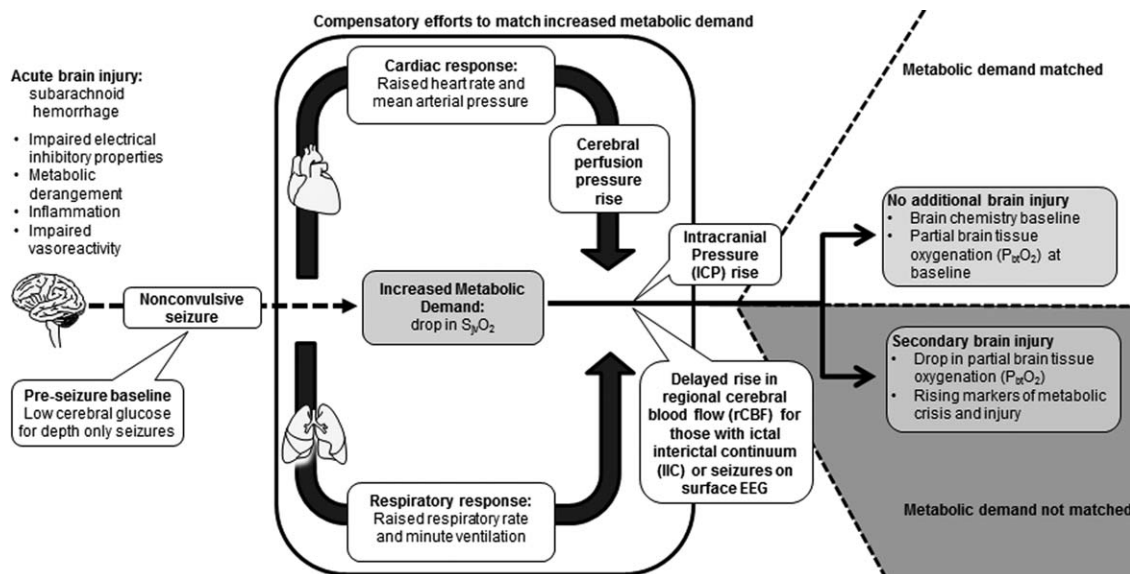 Compensatory efforts to match increased metabolic demand
Acute brain injury:
subarachnoid
hemorrhage
• Impaired electrical
inhibitory properties
• Metabolic
derangement
• Inflammation
• Impaired
vasoreactivity
Nonconvulsive
seizure
Pre-seizure baseline
Low cerebral glucose
for depth only seizures
Cardiac response:
Raised heart rate and
mean arterial pressure
Cerebral
perfusion
pressure
rise
Increased Metabolic
Demand:
drop in SjvO2
Respiratory response:
Raised respiratory rate
and minute ventilation
Intracranial
Pressure (ICP) rise
Delayed rise in
regional cerebral
blood flow (rCBF) for
those with ictal
interictal continuum
(IIC) or seizures on
surface EEG
Metabolic demand matched
No additional brain injury
• Brain chemistry baseline
• Partial brain tissue
oxygenation (PbtO2) at
baseline
Secondary brain injury
• Drop in partial brain tissue
oxygenation (PbtO2)
• Rising markers of metabolic
crisis and injury
Metabolic demand not matched